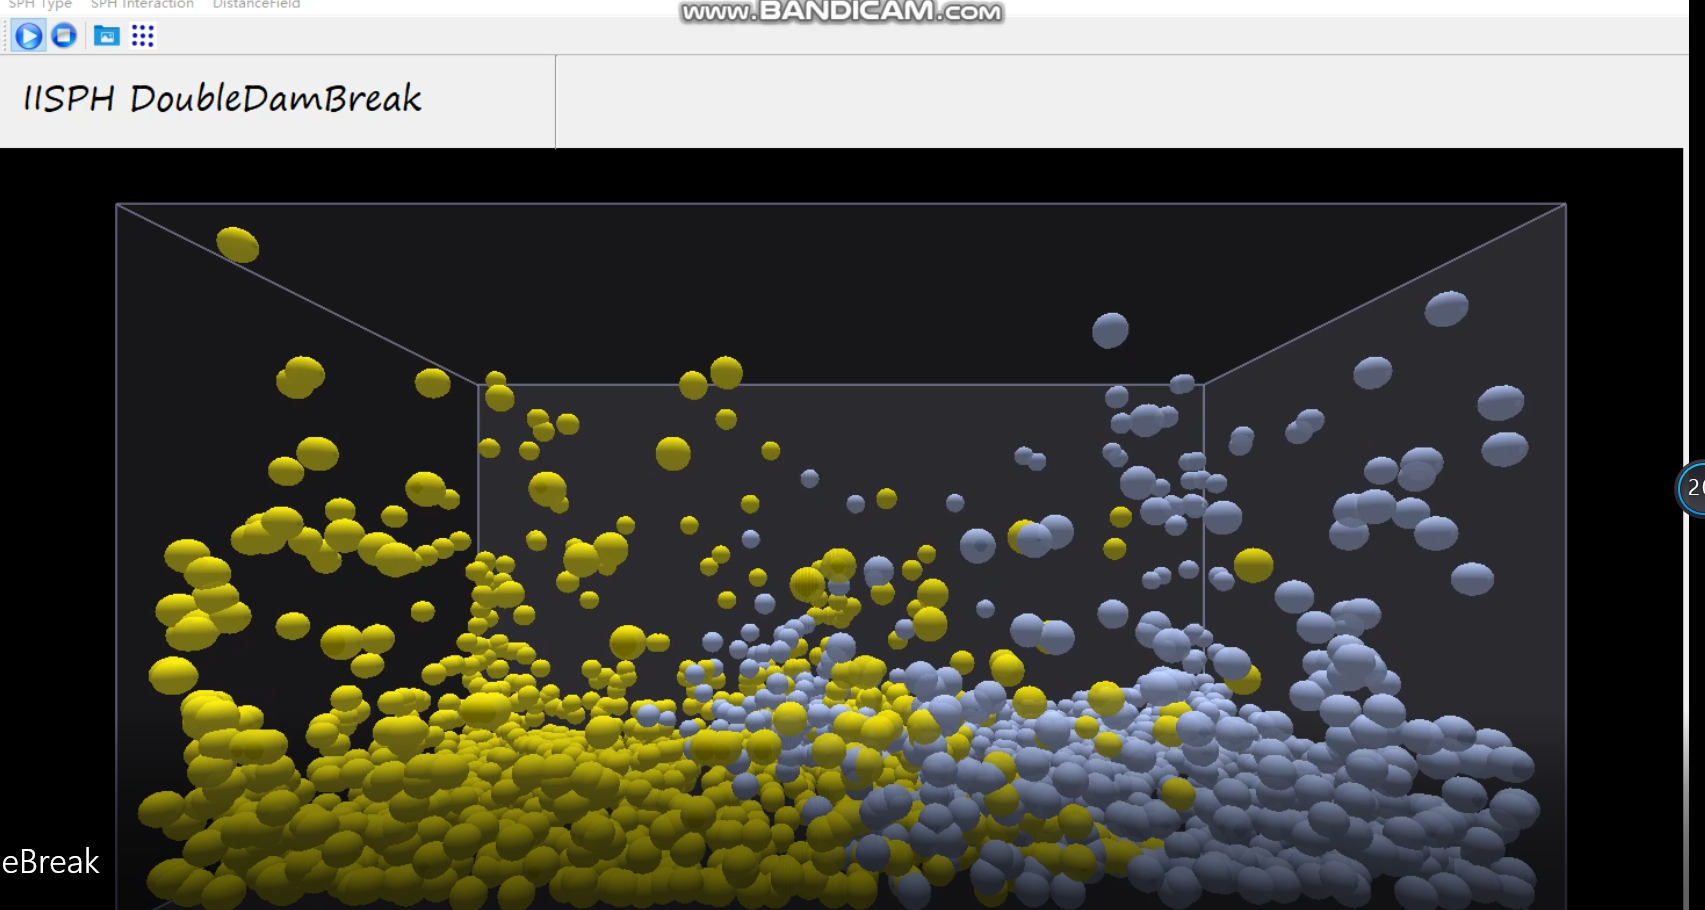 SPH Type SPH Interaction DistanceField
www.BANDICAM.com
IISPH DoubleDamBreak
eBreak